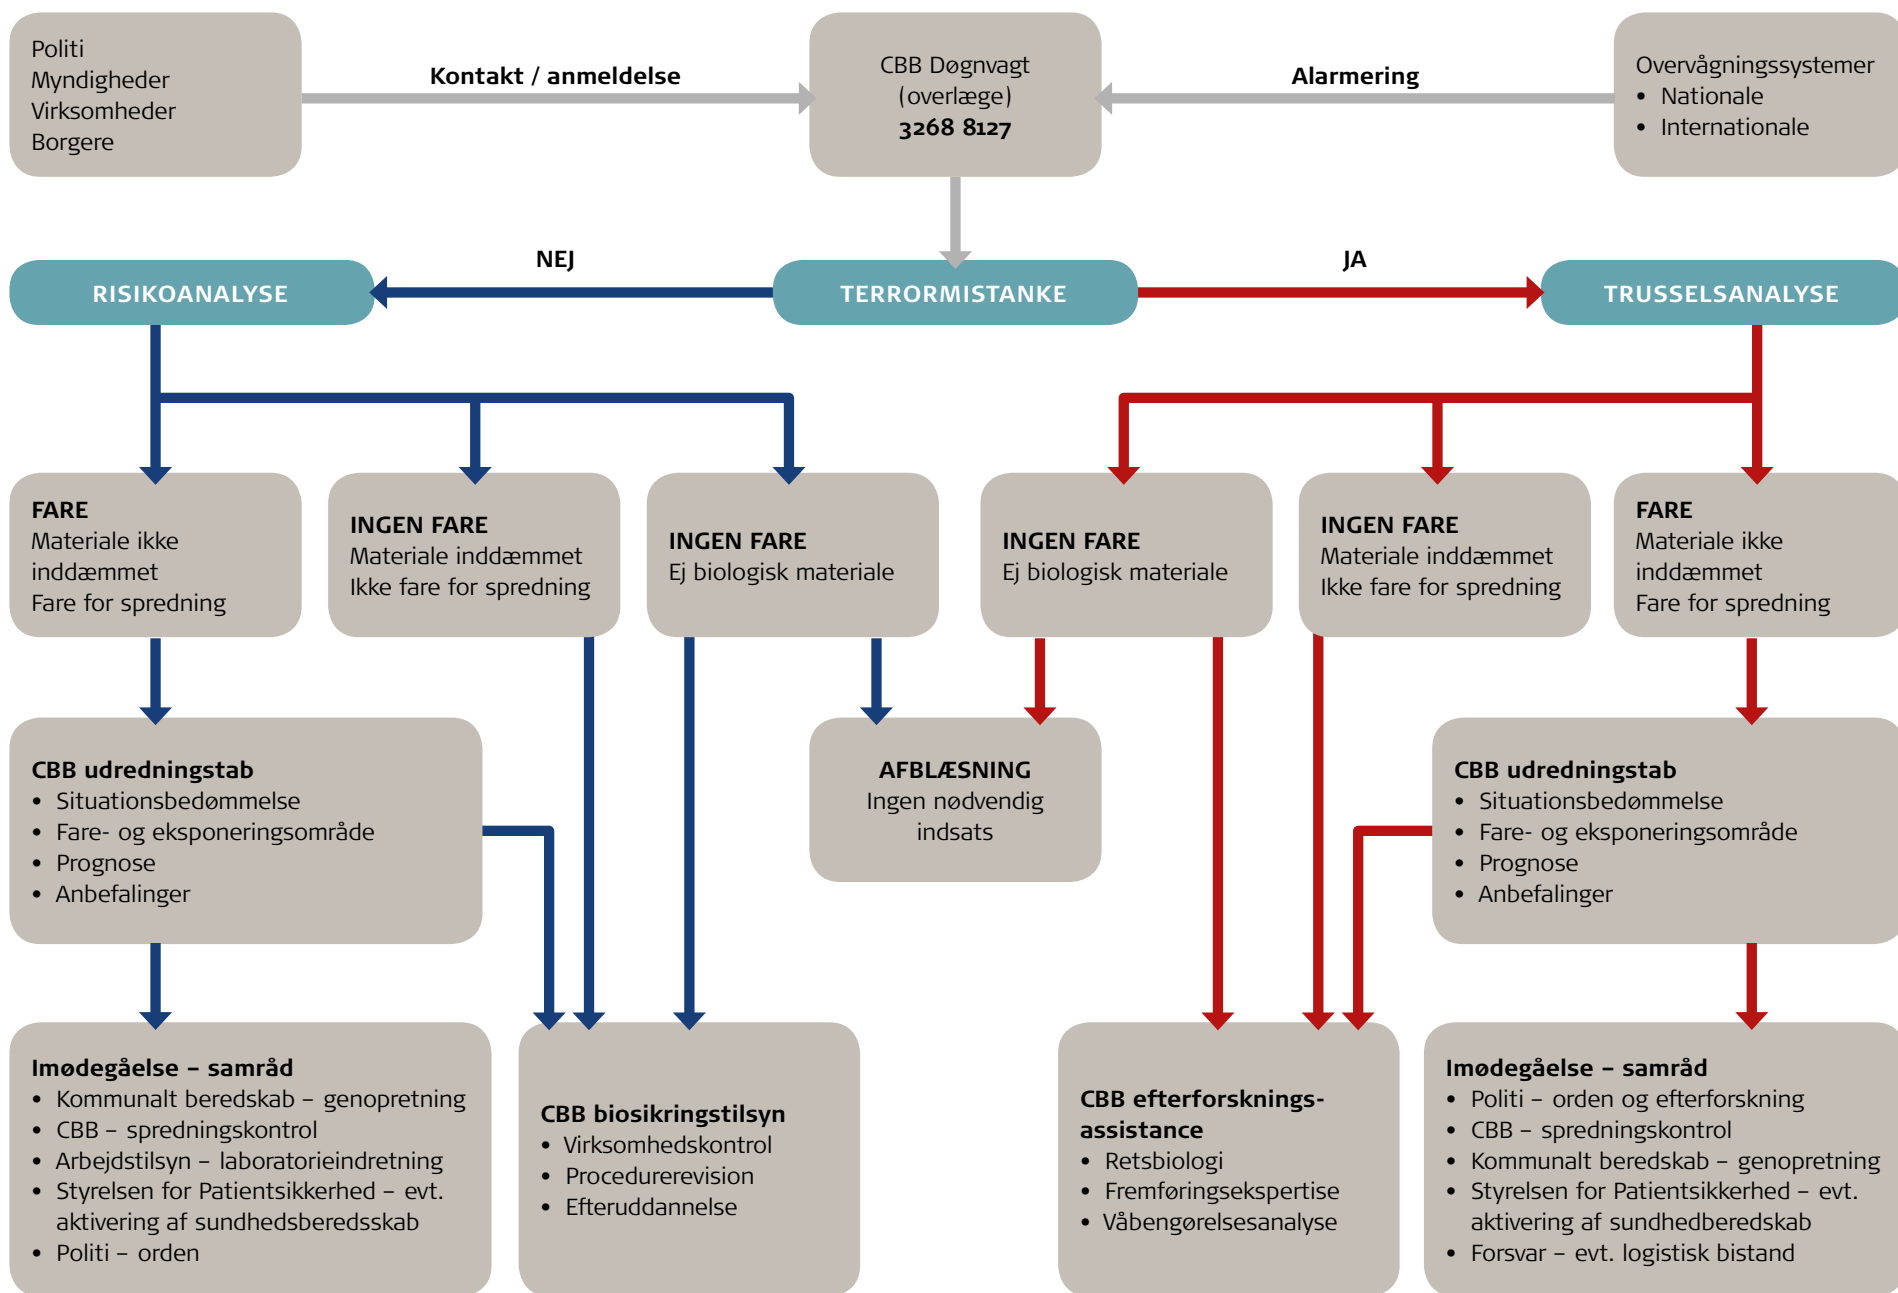 Politi
Myndigheder
Virksomheder
Borgere
Kontakt / anmeldelse
CBB Døgnvagt
(overlæge)
3268 8127
Alarmering
Overvågningssystemer
• Nationale
• Internationale
NEJ
JA
RISIKOANALYSE
TERRORMISTANKE
TRUSSELSANALYSE
FARE
Materiale ikke
inddæmmet
Fare for spredning
INGEN FARE
Materiale inddæmmet
Ikke fare for spredning
INGEN FARE
Ej biologisk materiale
INGEN FARE
Ej biologisk materiale
INGEN FARE
Materiale inddæmmet
Ikke fare for spredning
FARE
Materiale ikke
inddæmmet
Fare for spredning
CBB udredningstab
• Situationsbedømmelse
• Fare- og eksponeringsområde
• Prognose
• Anbefalinger
AFBLÆSNING
Ingen nødvendig
indsats
CBB udredningstab
• Situationsbedømmelse
• Fare- og eksponeringsområde
• Prognose
• Anbefalinger
Imødegåelse – samråd
• Kommunalt beredskab – genopretning
• CBB – spredningskontrol
• Arbejdstilsyn – laboratorieindretning
• Styrelsen for Patientsikkerhed – evt.
aktivering af sundhedsberedsskab
• Politi – orden
CBB biosikringstilsyn
• Virksomhedskontrol
• Procedurerevision
• Efteruddannelse
CBB efterforsknings-
assistance
• Retsbiologi
• Fremføringsekspertise
• Våbengørelsesanalyse
Imødegåelse – samråd
• Politi – orden og efterforskning
• CBB – spredningskontrol
• Kommunalt beredskab – genopretning
• Styrelsen for Patientsikkerhed – evt.
aktivering af sundhedberedskab
• Forsvar – evt. logistisk bistand